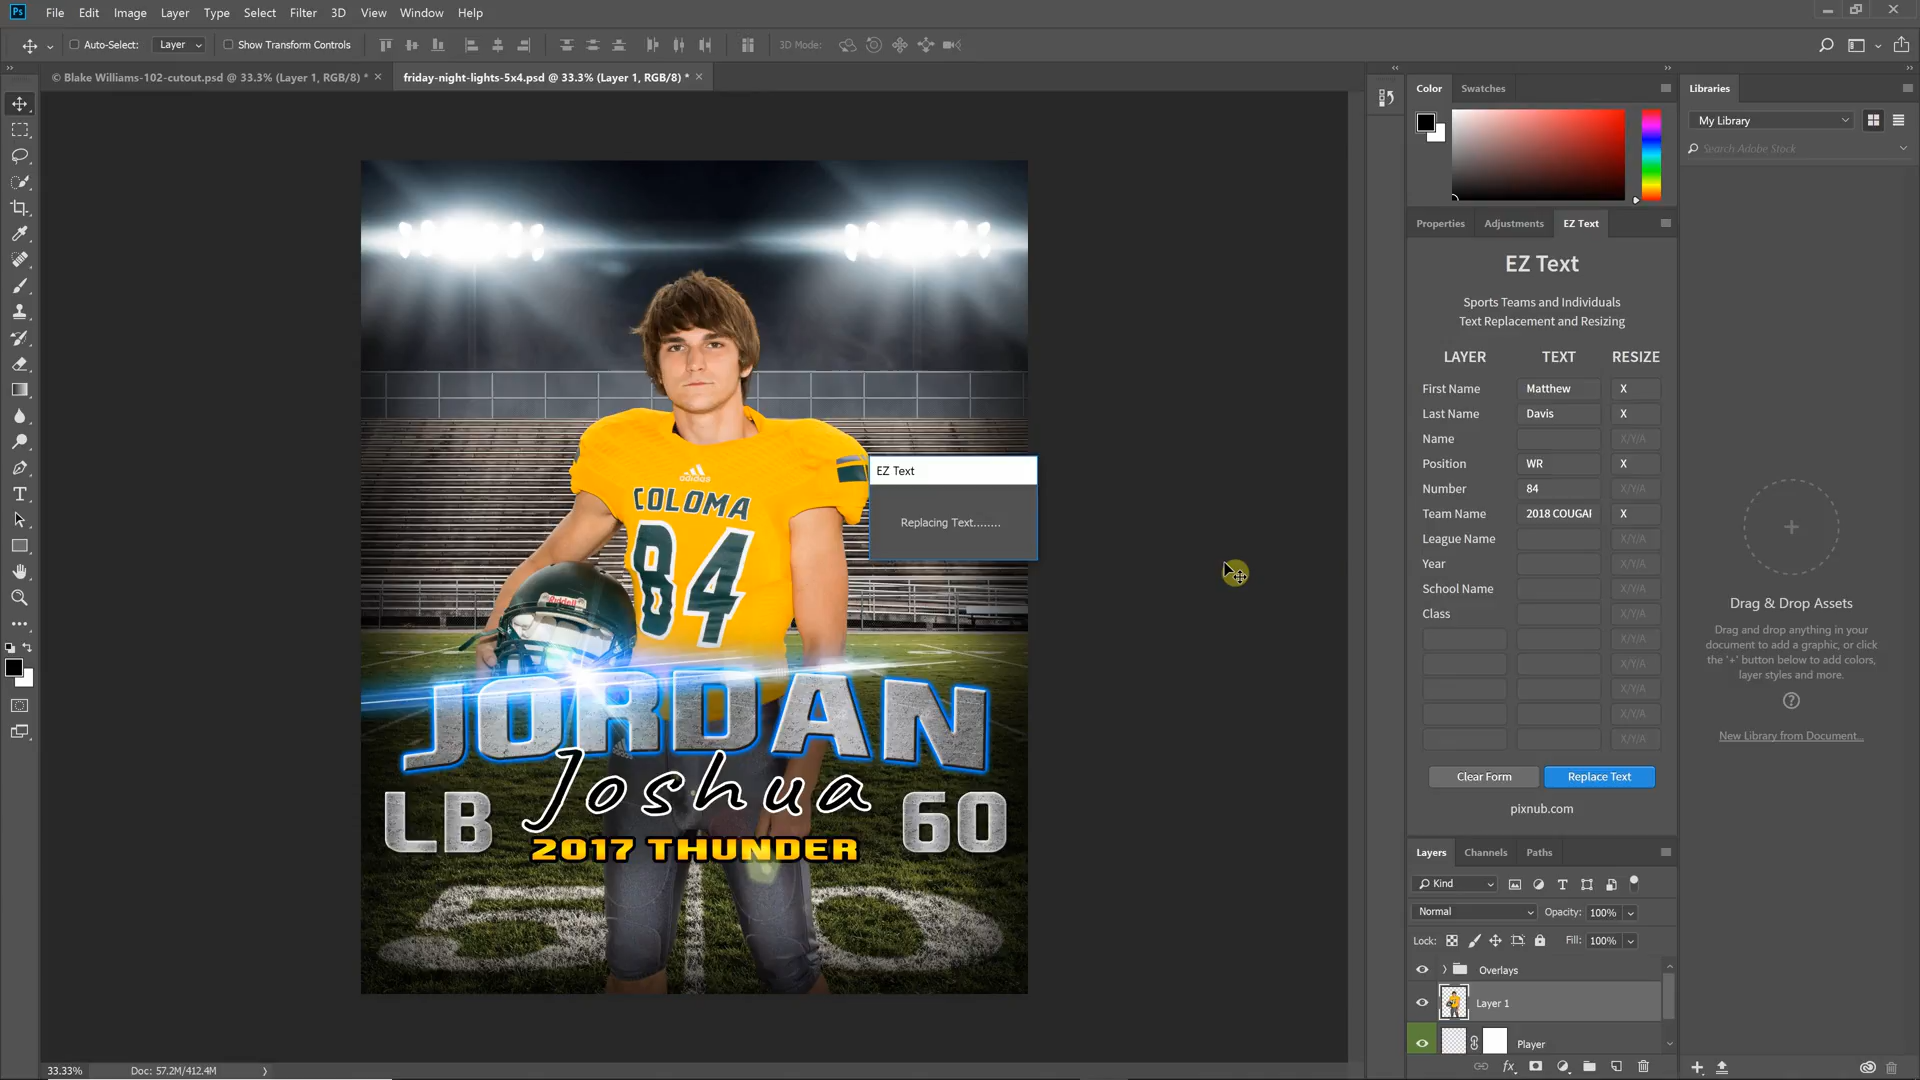 Ps File Edit Image Layer Type Select Filter 3D View Window Help
Auto-Select: Layer Show Transform Controls 3D Mode:
© Blake Williams-102-cutout.psd @ 33.3% (Layer 1, RGB/8) * × friday-night-lights-5x4.psd @ 33.3% (Layer 1, RGB/8) * ×
Color Swatches
Libraries
My Library
Search Adobe Stock
Properties Adjustments EZ Text
EZ Text
Sports Teams and Individuals
Text Replacement and Resizing
LAYER TEXT RESIZE
First Name Matthew X
Last Name Davis X
Name X/Y/A
Position WR X
Number 84 X/Y/A
Team Name 2018 COUGAR X
League Name X/Y/A
Year X/Y/A
School Name X/Y/A
Class X/Y/A
X/Y/A
X/Y/A
X/Y/A
X/Y/A
X/Y/A
Clear Form Replace Text
pixnub.com
Drag & Drop Assets
Drag and drop anything in your
document to add a graphic, or click
the '+' button below to add colors,
layer styles and more.
New Library from Document...
EZ Text
Replacing Text........
adidas
COLOMA
84
Riddell
JORDAN
Joshua
LB
60
2017 THUNDER
50
Layers Channels Paths
Kind
Normal Opacity: 100%
Lock: Fill: 100%
Overlays
Layer 1
Player
fx
33.33% Doc: 57.2M/412.4M